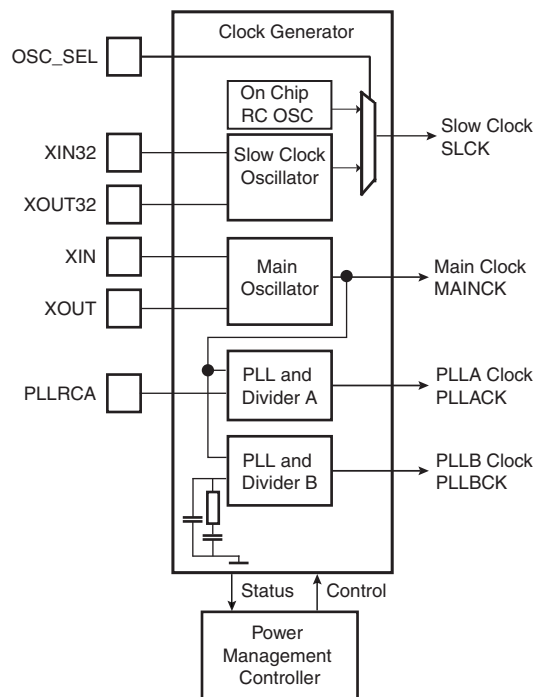 Clock Generator
OSC_SEL
On Chip
RC OSC
Slow Clock
SLCK
XIN32
Slow Clock
Oscillator
XOUT32
XIN
Main
Oscillator
Main Clock
MAINCK
XOUT
PLLRCA
PLL and
Divider A
PLLA Clock
PLLACK
PLL and
Divider B
PLLB Clock
PLLBCK
Status
Control
Power
Management
Controller